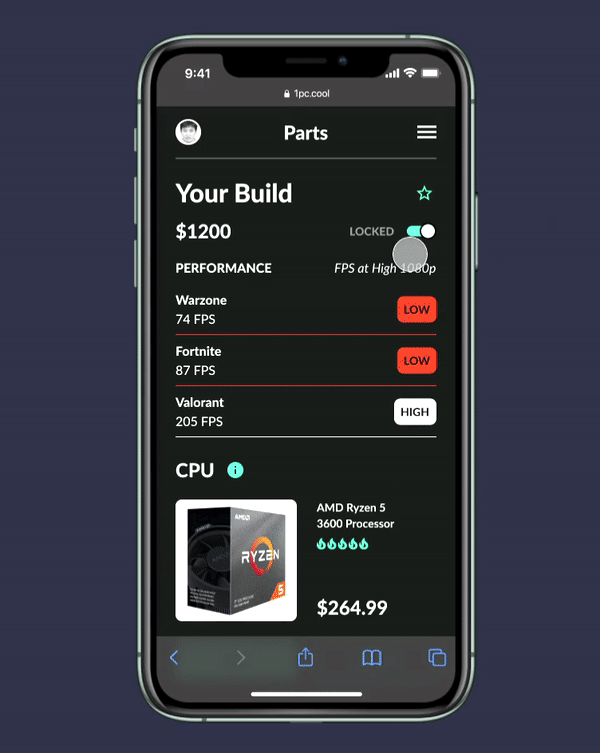 9:41
1pc.cool
Parts
Your Build
$1200
LOCKED
PERFORMANCE
FPS at High 1080p
Warzone
74 FPS
LOW
Fortnite
87 FPS
LOW
Valorant
205 FPS
HIGH
CPU
i
AMD
RYZEN
5
AMD Ryzen 5
3600 Processor
$264.99